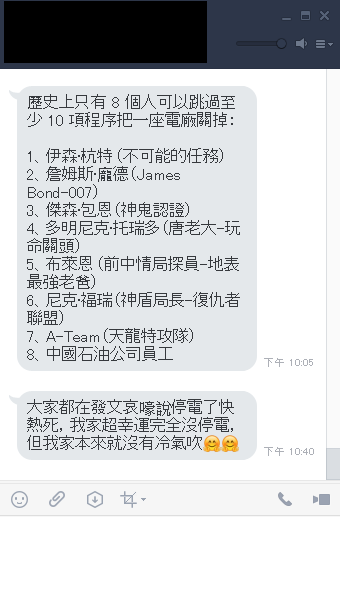 歷史上只有 8 個人可以跳過至
少 10 項程序把一座電廠關掉:
1、伊森·杭特 (不可能的任務)
2、詹姆斯·龐德(James
Bond-007)
3、傑森·包恩 (神鬼認證)
4、多明尼克·托瑞多 (唐老大-玩
命關頭)
5、布萊恩 (前中情局探員-地表
最強老爸)
6、尼克·福瑞(神盾局長-復仇者
聯盟)
7、A-Team (天龍特攻隊)
8、中國石油公司員工
下午 10:05
大家都在發文哀嚎說停電了快
熱死, 我家超幸運完全沒停電,
但我家本來就沒有冷氣吹🤗🤗
下午 10:40